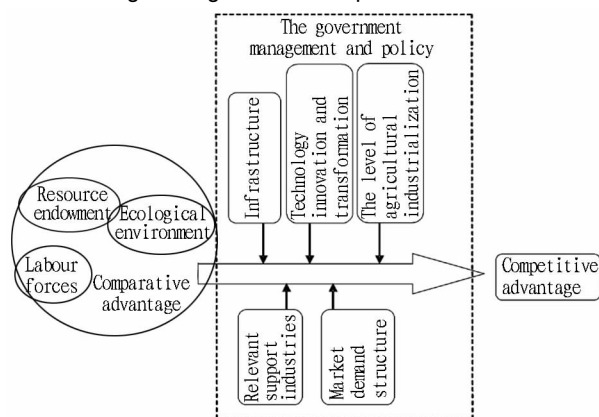 The government
management and policy
Infrastructure
Technology
innovation and
transformation
The level of
agricultural
industrialization
Resource
endowment
Ecological
environment
Labour
forces
Comparative
advantage
Competitive
advantage
Relevant
support
industries
Market
demand
structure